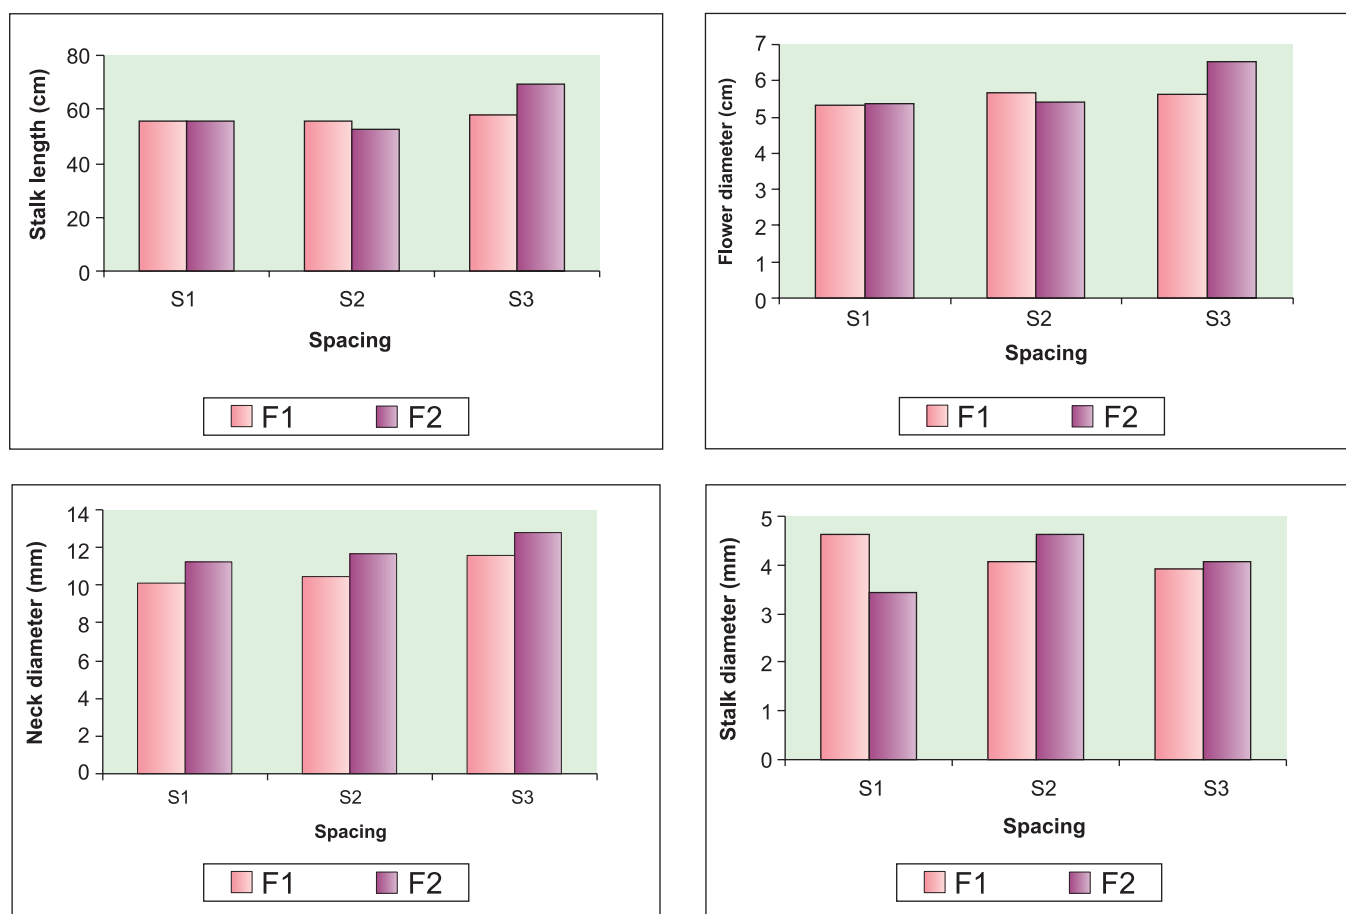 80
60
40
20
0
Stalk length (cm)
S1 S2 S3
Spacing
F1 F2
7
6
5
4
3
2
1
0
Flower diameter (cm)
S1 S2 S3
Spacing
F1 F2
14
12
10
8
6
4
2
0
Neck diameter (mm)
S1 S2 S3
Spacing
F1 F2
5
4
3
2
1
0
Stalk diameter (mm)
S1 S2 S3
Spacing
F1 F2